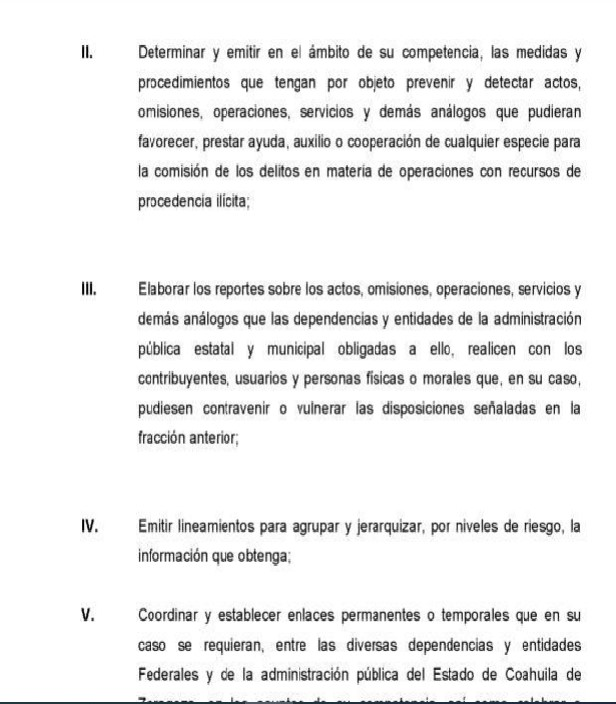 II. Determinar y emitir en el ámbito de su competencia, las medidas y
procedimientos que tengan por objeto prevenir y detectar actos,
omisiones, operaciones, servicios y demás análogos que pudieran
favorecer, prestar ayuda, auxilio o cooperación de cualquier especie para
la comisión de los delitos en materia de operaciones con recursos de
procedencia ilícita;
III. Elaborar los reportes sobre los actos, omisiones, operaciones, servicios y
demás análogos que las dependencias y entidades de la administración
pública estatal y municipal obligadas a ello, realicen con los
contribuyentes, usuarios y personas físicas o morales que, en su caso,
pudiesen contravenir o vulnerar las disposiciones señaladas en la
fracción anterior;
IV. Emitir lineamientos para agrupar y jerarquizar, por niveles de riesgo, la
información que obtenga;
V. Coordinar y establecer enlaces permanentes o temporales que en su
caso se requieran, entre las diversas dependencias y entidades
Federales y de la administración pública del Estado de Coahuila de